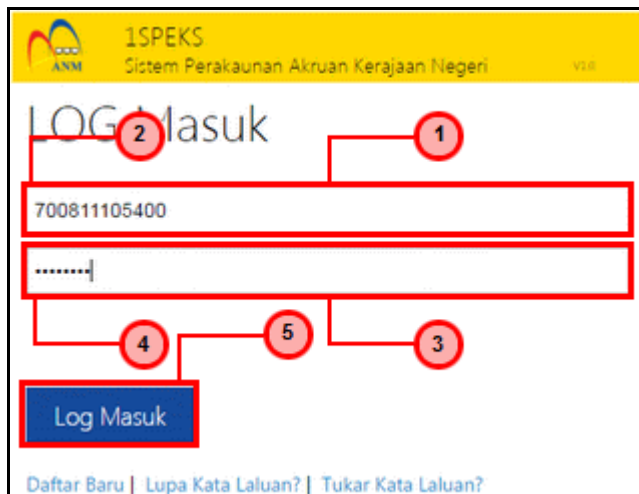 1SPEKS
ANM
Sistem Perakaunan Akruan Kerajaan Negeri V1.0
LOG Masuk
2
1
700811105400
••••••••
4
5
3
Log Masuk
Daftar Baru | Lupa Kata Laluan? | Tukar Kata Laluan?